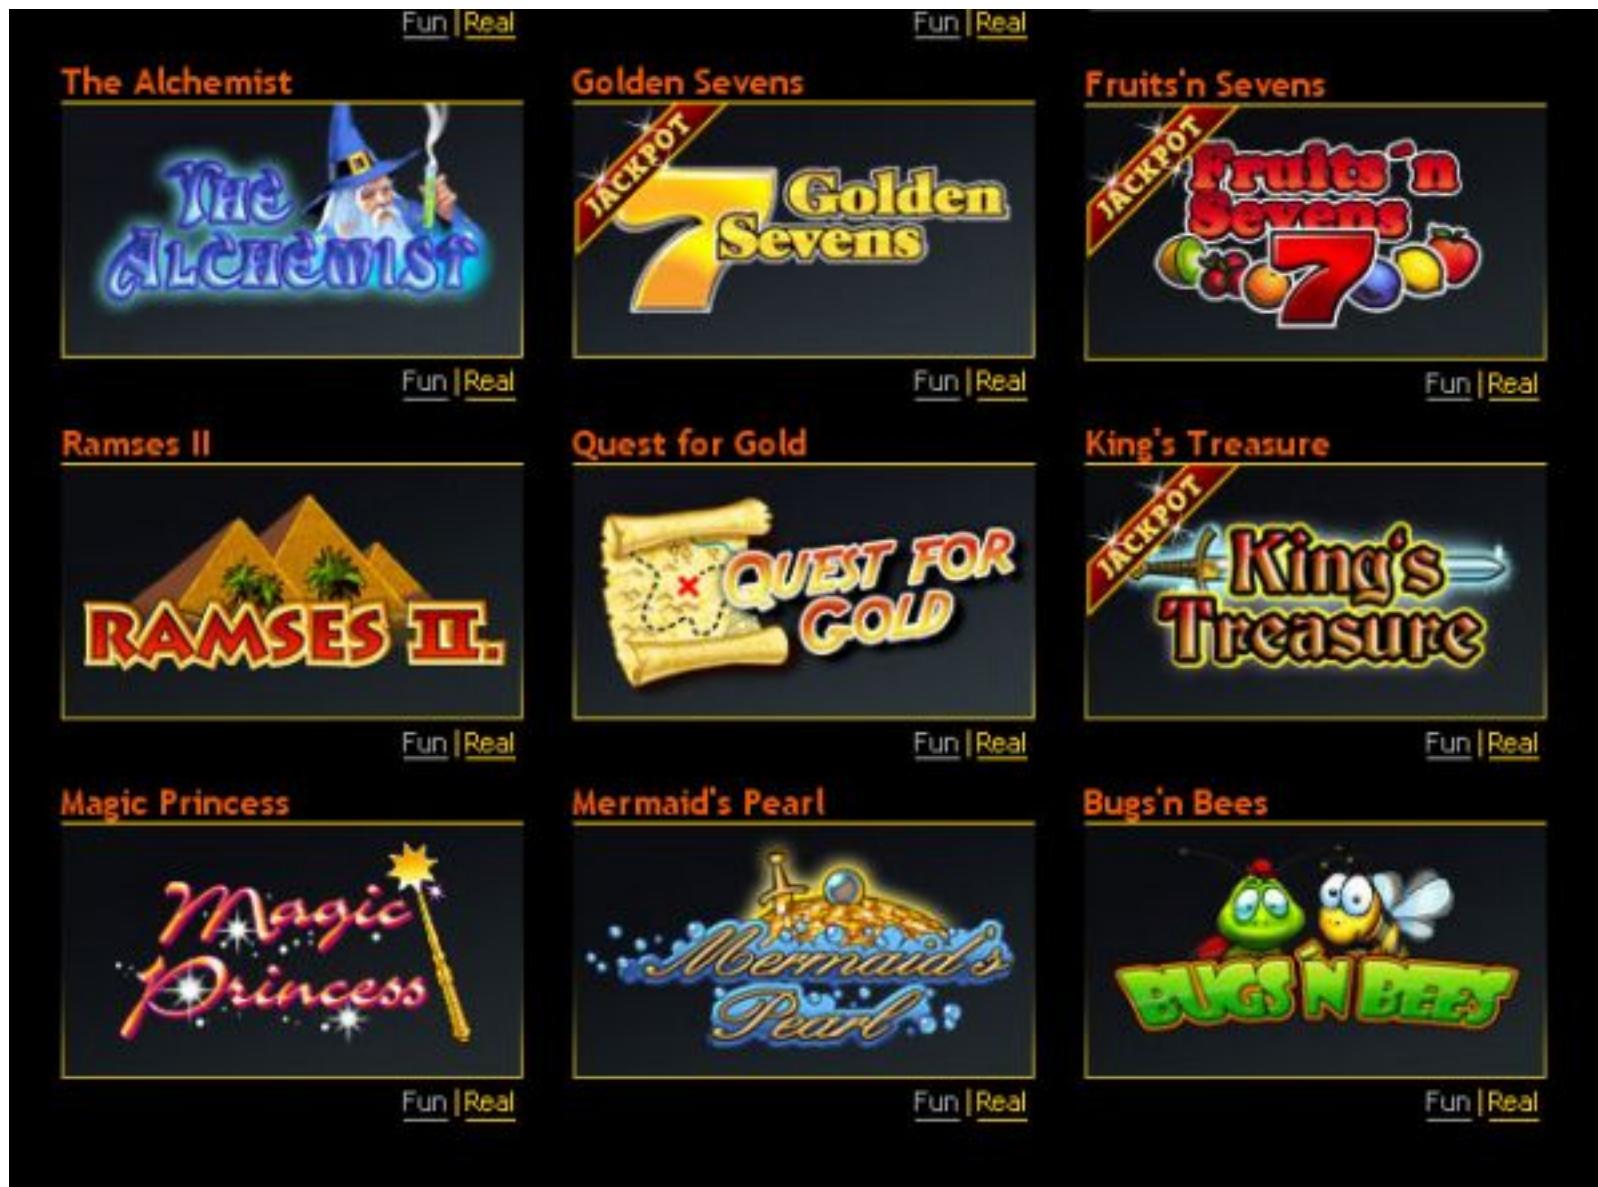 Fun | Real
Fun | Real
The Alchemist
Golden Sevens
Fruits'n Sevens
THE
ALCHEMIST
JACKPOT
7 Golden
Sevens
JACKPOT
Fruits'n
Sevens
7
Fun | Real
Fun | Real
Fun | Real
Ramses II
Quest for Gold
King's Treasure
RAMSES II.
QUEST FOR
GOLD
JACKPOT
King's
Treasure
Fun | Real
Fun | Real
Fun | Real
Magic Princess
Mermaid's Pearl
Bugs'n Bees
Magic
Princess
Mermaid's
Pearl
BUGS'N BEES
Fun | Real
Fun | Real
Fun | Real